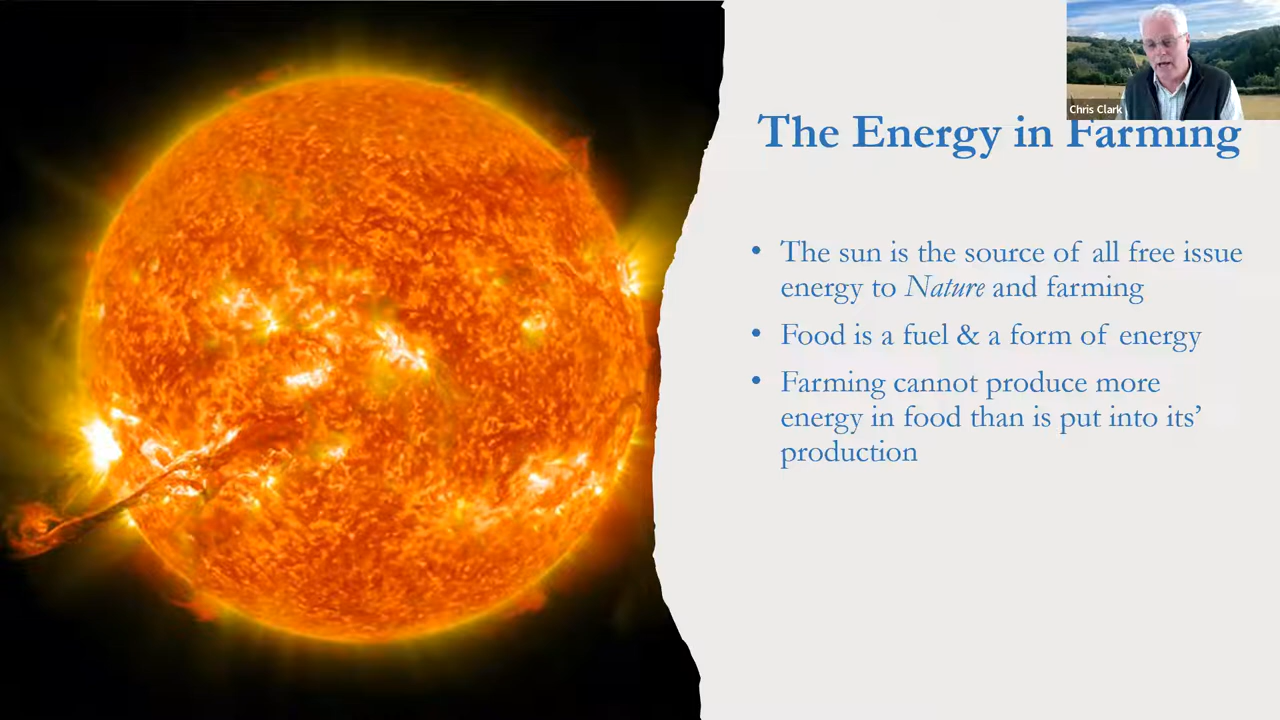 Chris Clark
The Energy in Farming
• The sun is the source of all free issue
energy to Nature and farming
• Food is a fuel & a form of energy
• Farming cannot produce more
energy in food than is put into its’
production